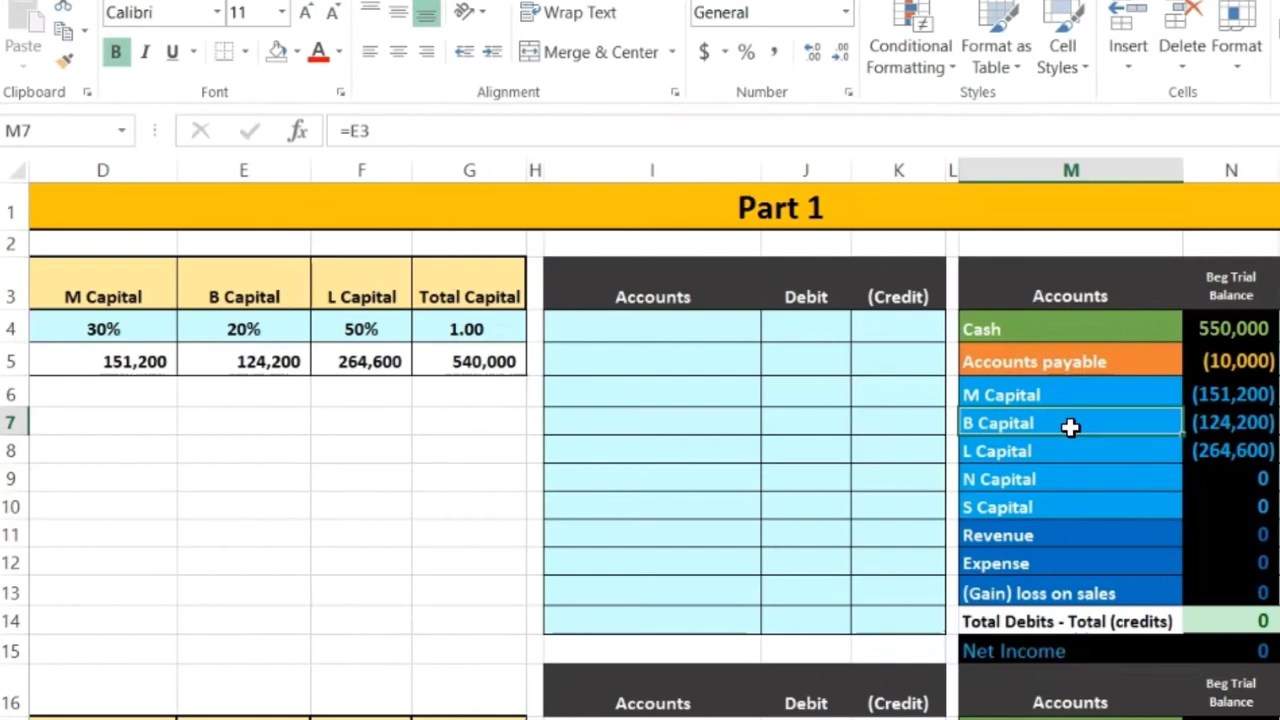 Calibri 11 Wrap Text General
Paste B I U A Merge & Center $ % , Conditional Formatting Format as Table Cell Styles Insert Delete Format
Clipboard Font Alignment Number Styles Cells
M7 fx =E3
D E F G H I J K L M N
1 Part 1
2
3 M Capital B Capital L Capital Total Capital Accounts Debit (Credit) Accounts Beg Trial Balance
4 30% 20% 50% 1.00 Cash 550,000
5 151,200 124,200 264,600 540,000 Accounts payable (10,000)
6 M Capital (151,200)
7 B Capital (124,200)
8 L Capital (264,600)
9 N Capital 0
10 S Capital 0
11 Revenue 0
12 Expense 0
13 (Gain) loss on sales 0
14 Total Debits - Total (credits) 0
15 Net Income 0
16 Accounts Debit (Credit) Accounts Beg Trial Balance